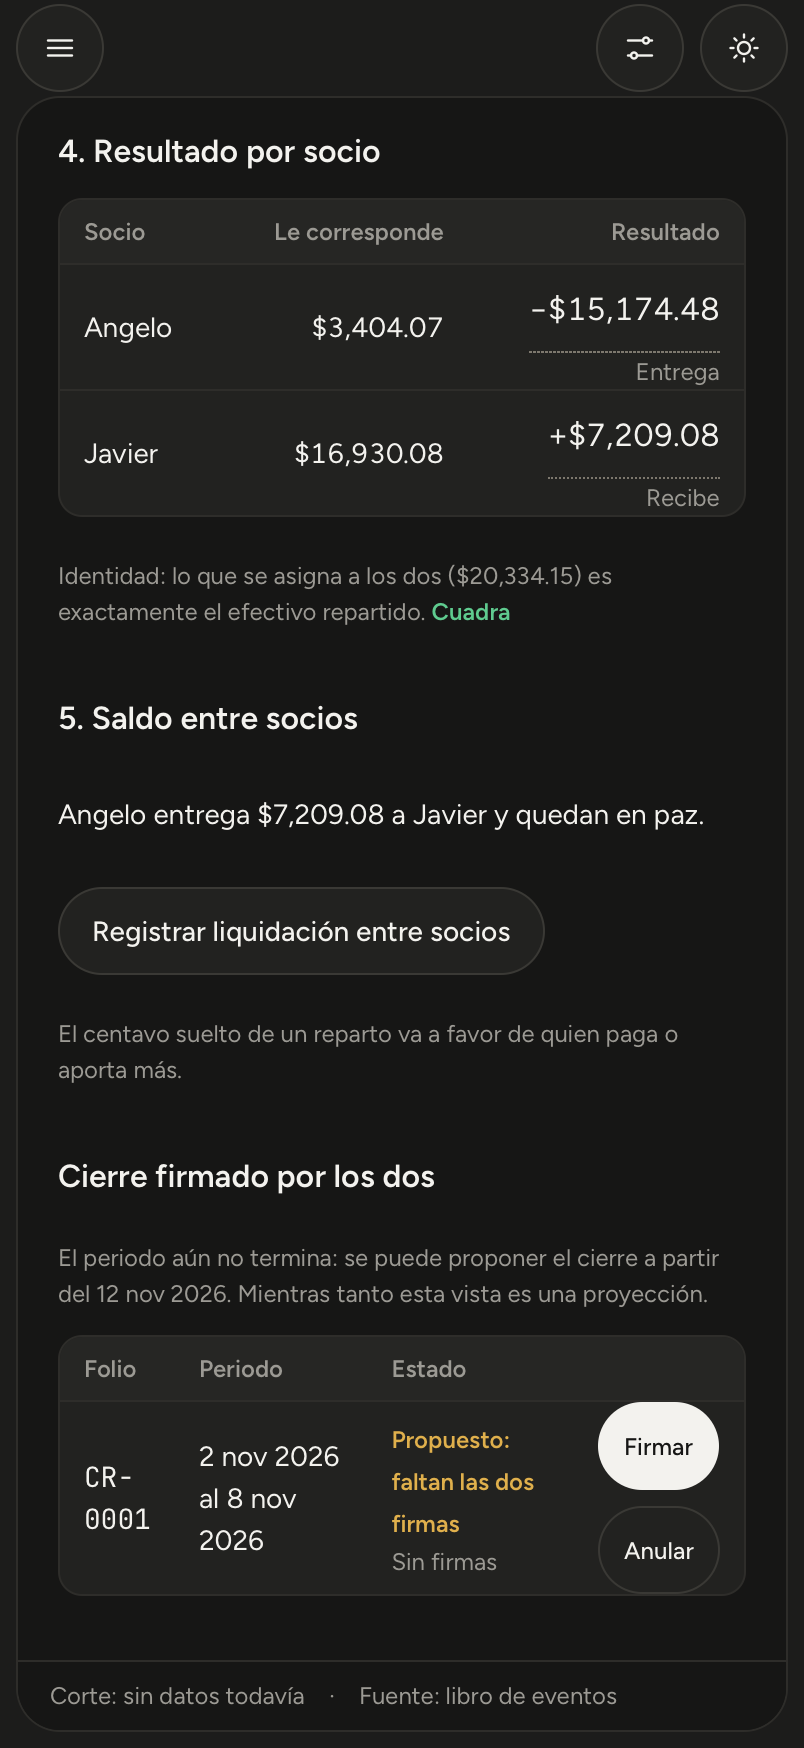 4. Resultado por socio
Socio Le corresponde Resultado
Angelo $3,404.07 −$15,174.48
Entrega
Javier $16,930.08 +$7,209.08
Recibe
Identidad: lo que se asigna a los dos ($20,334.15) es
exactamente el efectivo repartido. Cuadra
5. Saldo entre socios
Angelo entrega $7,209.08 a Javier y quedan en paz.
Registrar liquidación entre socios
El centavo suelto de un reparto va a favor de quien paga o
aporta más.
Cierre firmado por los dos
El periodo aún no termina: se puede proponer el cierre a partir
del 12 nov 2026. Mientras tanto esta vista es una proyección.
Folio Periodo Estado
CR-
0001
2 nov 2026
al 8 nov
2026
Propuesto:
faltan las dos
firmas
Sin firmas
Firmar
Anular
Corte: sin datos todavía · Fuente: libro de eventos